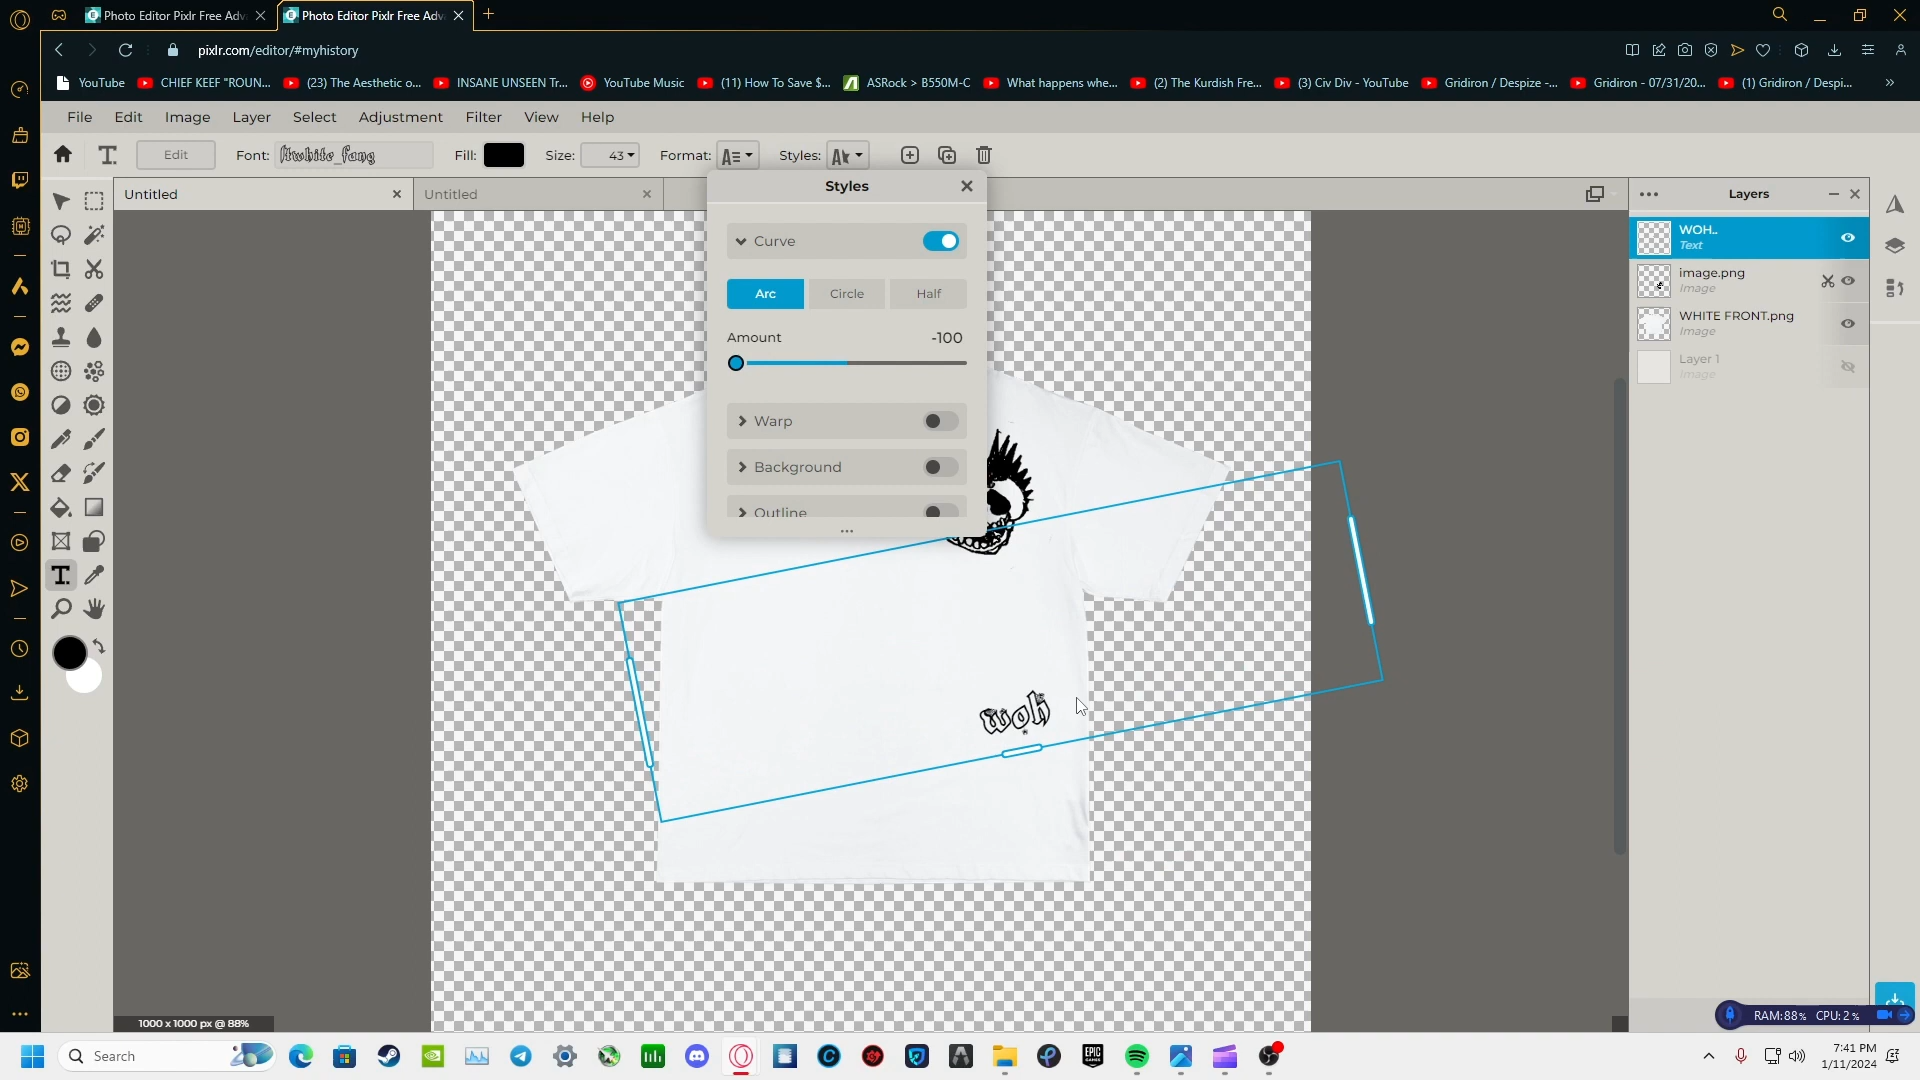 Photo Editor Pixlr Free Adv
Photo Editor Pixlr Free Adv
pixlr.com/editor/#myhistory
YouTube
CHIEF KEEF "ROUN...
(23) The Aesthetic o...
INSANE UNSEEN Tr...
YouTube Music
(11) How To Save $...
ASRock > B550M-C
What happens whe...
(2) The Kurdish Fre...
(3) Civ Div - YouTube
Gridiron / Despize -...
Gridiron - 07/31/20...
(1) Gridiron / Despi...
File Edit Image Layer Select Adjustment Filter View Help
Edit Font: ftwhite_fang Fill: Size: 43 Format: Styles:
Untitled
Untitled
Styles
Curve
Arc Circle Half
Amount -100
Warp
Background
Outline
woh
Layers
WOH..
Text
image.png
Image
WHITE FRONT.png
Image
Layer 1
Image
1000 x 1000 px @ 88%
RAM:88% CPU:2%
Search
EPIC
GAMES
7:41 PM
1/11/2024